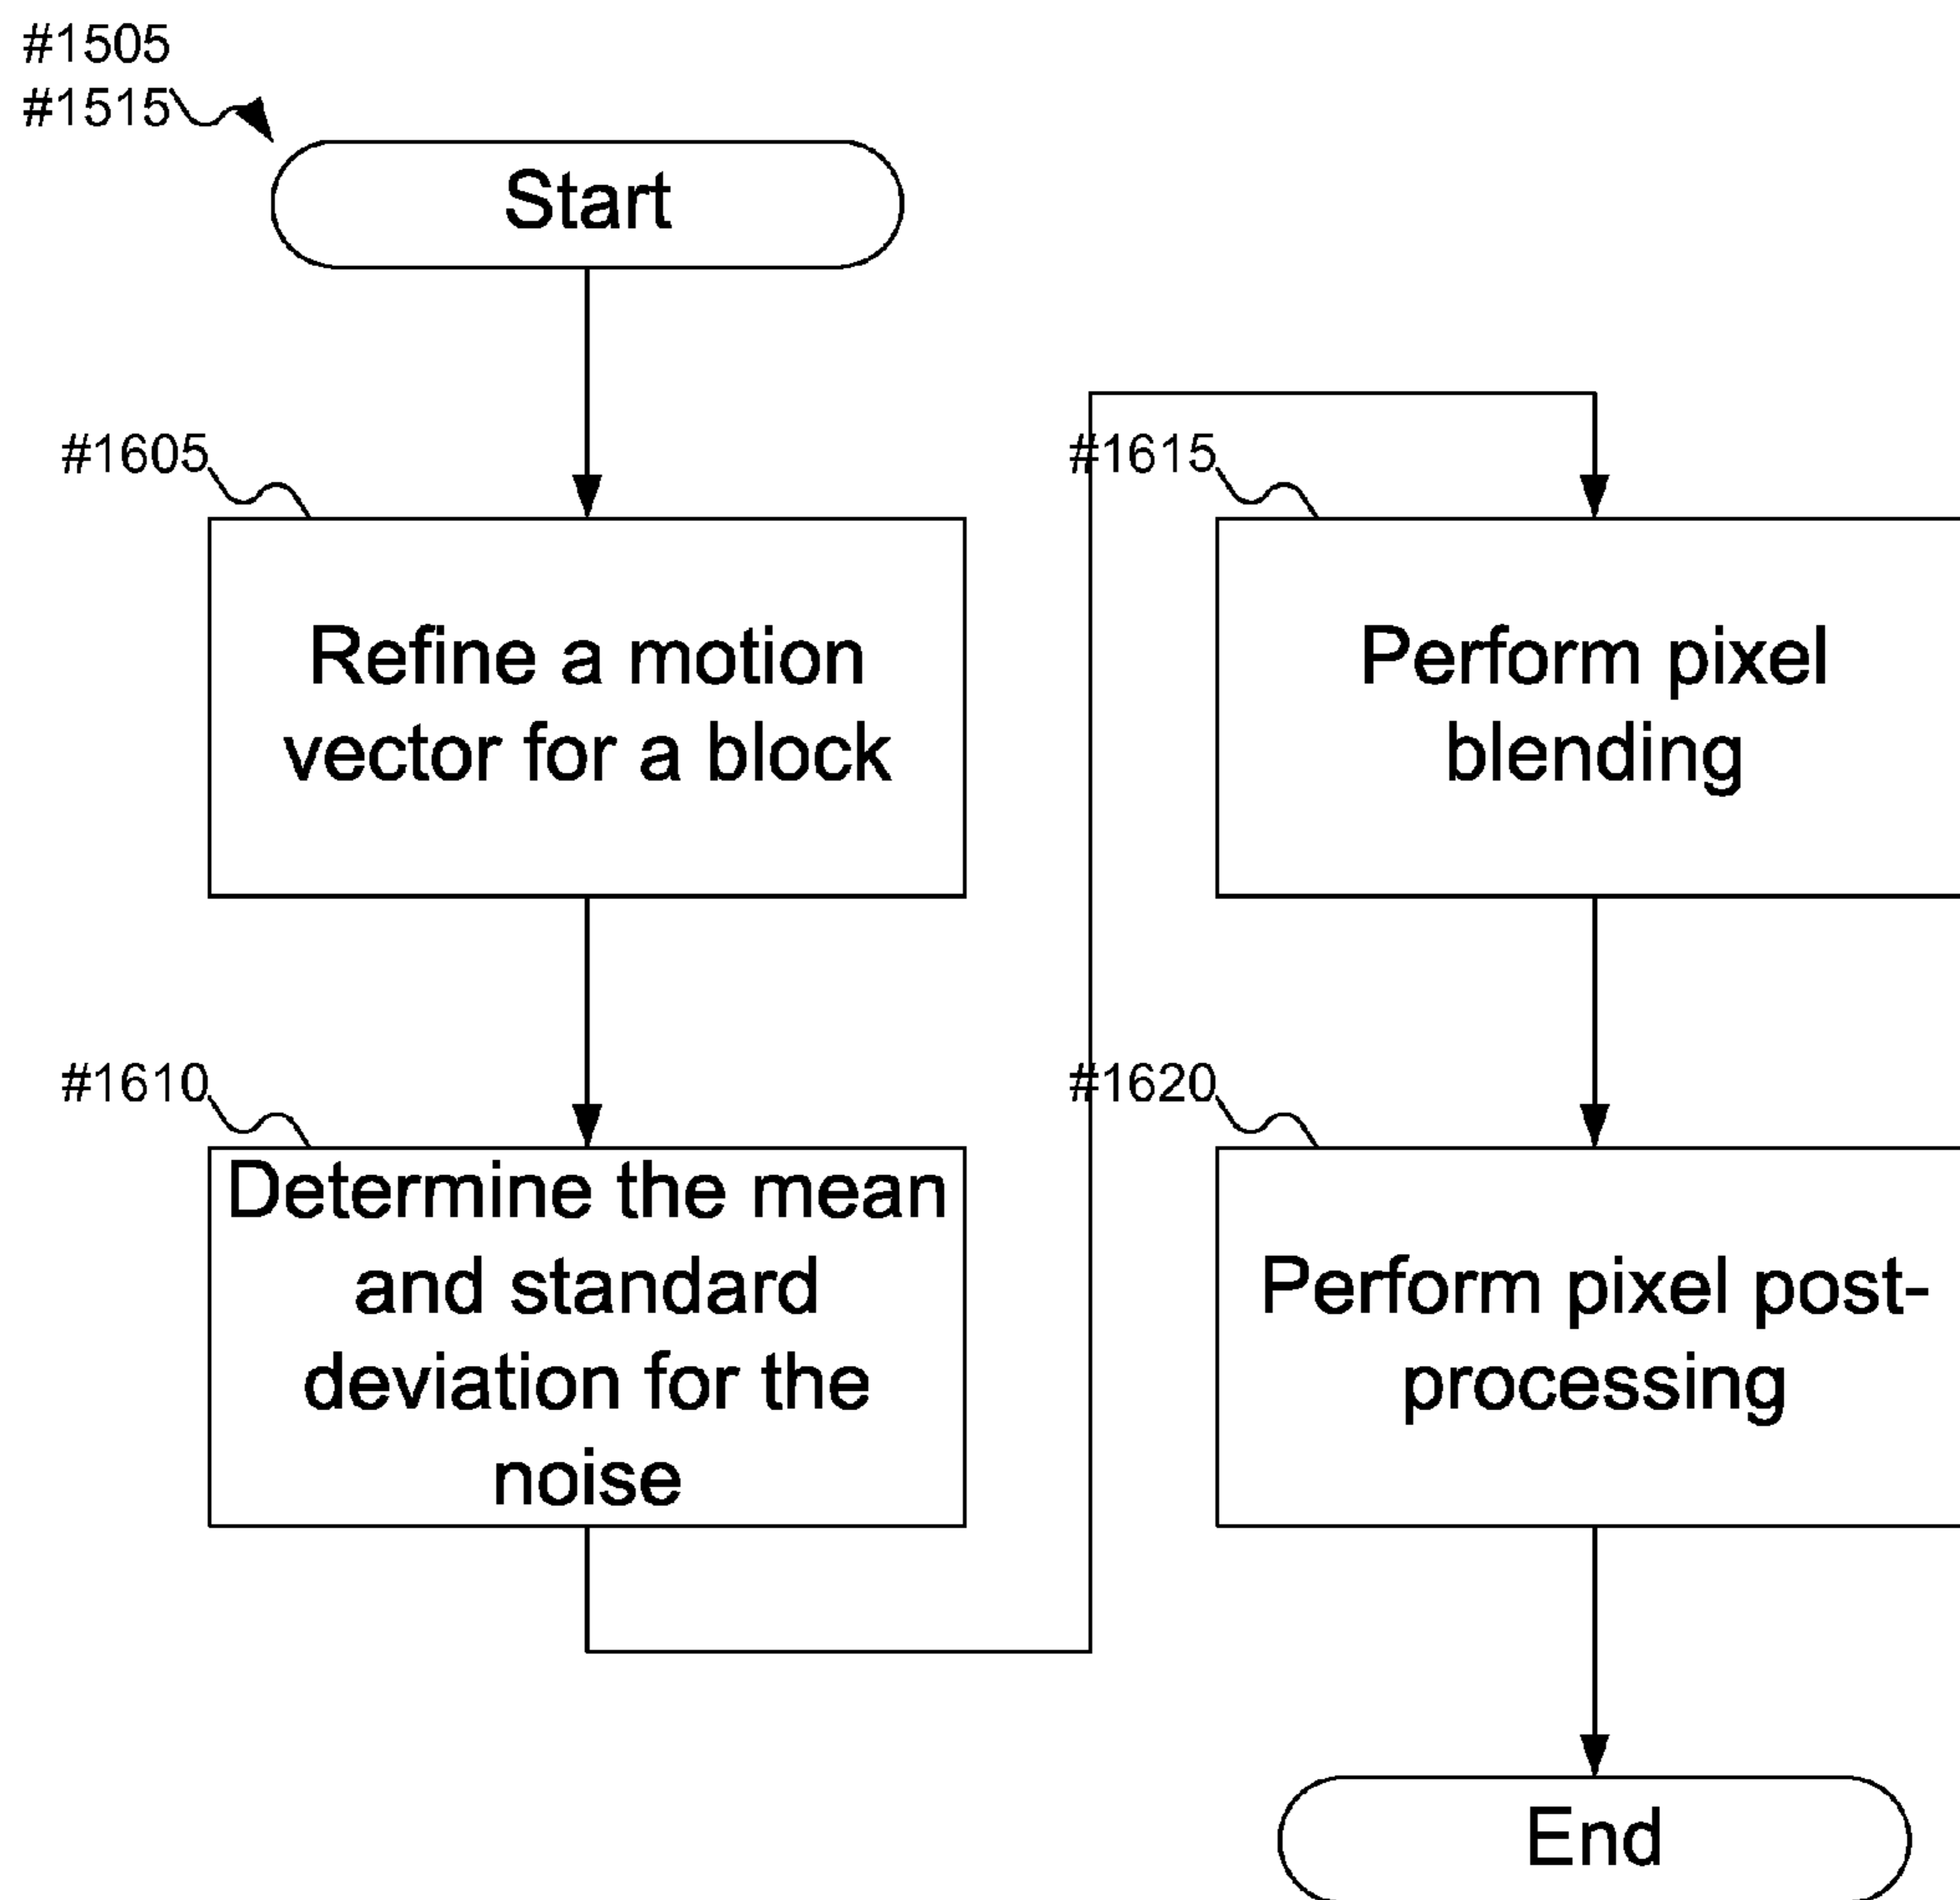 #1505
#1515
Start
#1605
Refine a motion
vector for a block
#1610
Determine the mean
and standard
deviation for the
noise
#1615
Perform pixel
blending
#1620
Perform pixel post-
processing
End